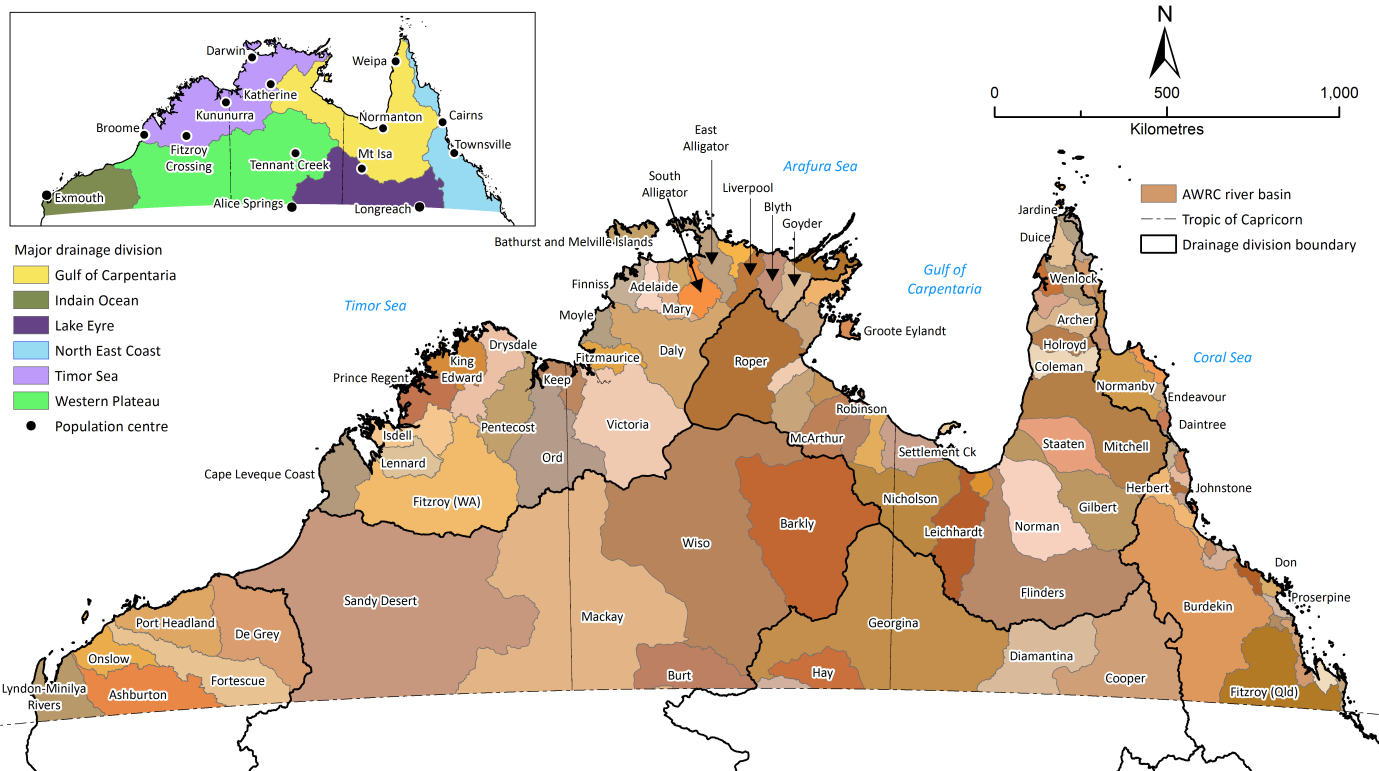 Darwin
Weipa
Katherine
Kununurra
Normanton
Cairns
Broome
Fitzroy
Crossing
Townsville
Mt Isa
Tennant Creek
Exmouth
Alice Springs
Longreach
Major drainage division
Gulf of Carpentaria
Indain Ocean
Lake Eyre
North East Coast
Timor Sea
Western Plateau
Population centre
N
0
500
1,000
Kilometres
AWRC river basin
Tropic of Capricorn
Drainage division boundary
East
Alligator
Arafura Sea
South
Alligator
Liverpool
Blyth
Goyder
Bathurst and Melville Islands
Finniss
Adelaide
Mary
Moyle
Timor Sea
Gulf of
Carpentaria
Groote Eylandt
Coral Sea
Jardine
Duice
Wenlock
Archer
Holroyd
Coleman
Normanby
Endeavour
Daintree
Drysdale
King
Edward
Prince Regent
Keep
Fitzmaurice
Daly
Roper
Isdell
Lennard
Pentecost
Ord
Victoria
Robinson
McArthur
Settlement Ck
Staaten
Mitchell
Cape Leveque Coast
Fitzroy (WA)
Barkly
Wiso
Nicholson
Leichhardt
Norman
Gilbert
Herbert
Johnstone
Flinders
Don
Proserpine
Burdekin
Sandy Desert
Mackay
Georgina
Port Headland
De Grey
Onslow
Fortescue
Ashburton
Lyndon-Minilya
Rivers
Burt
Hay
Diamantina
Cooper
Fitzroy (Qld)